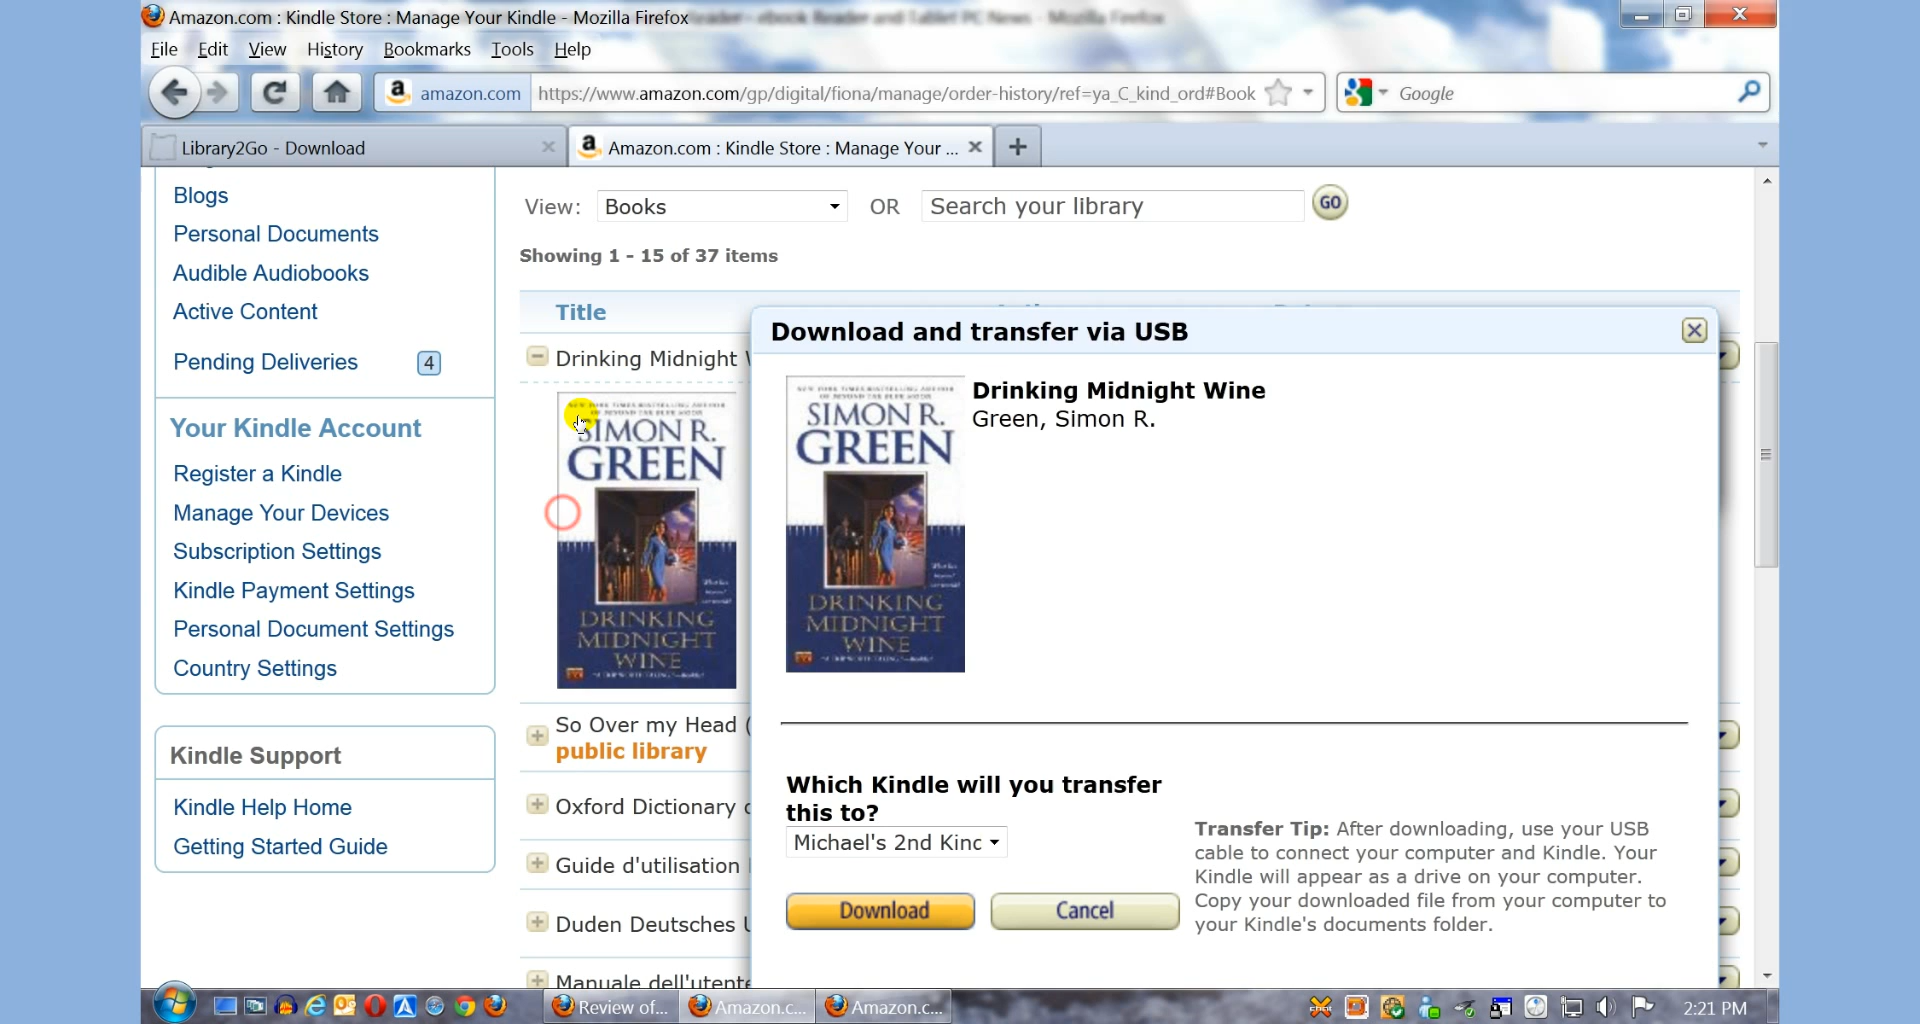 Amazon.com : Kindle Store : Manage Your Kindle - Mozilla Firefox
File Edit View History Bookmarks Tools Help
amazon.com https://www.amazon.com/gp/digital/fiona/manage/order-history/ref=ya_C_kind_ord#Book Google
Library2Go - Download Amazon.com : Kindle Store : Manage Your ...
Blogs
Personal Documents
Audible Audiobooks
Active Content
Pending Deliveries 4
Your Kindle Account
Register a Kindle
Manage Your Devices
Subscription Settings
Kindle Payment Settings
Personal Document Settings
Country Settings
Kindle Support
Kindle Help Home
Getting Started Guide
View: Books OR Search your library GO
Showing 1 - 15 of 37 items
Title
Drinking Midnight
SIMON R.
GREEN
DRINKING
MIDNIGHT
WINE
So Over my Head (
public library
Oxford Dictionary
Guide d'utilisation
Duden Deutsches
Manuale dell'utente
Download and transfer via USB
SIMON R.
GREEN
DRINKING
MIDNIGHT
WINE
Drinking Midnight Wine
Green, Simon R.
Which Kindle will you transfer
this to?
Michael's 2nd Kinc
Download Cancel
Transfer Tip: After downloading, use your USB
cable to connect your computer and Kindle. Your
Kindle will appear as a drive on your computer.
Copy your downloaded file from your computer to
your Kindle's documents folder.
Review of... Amazon.c... Amazon.c... 2:21 PM